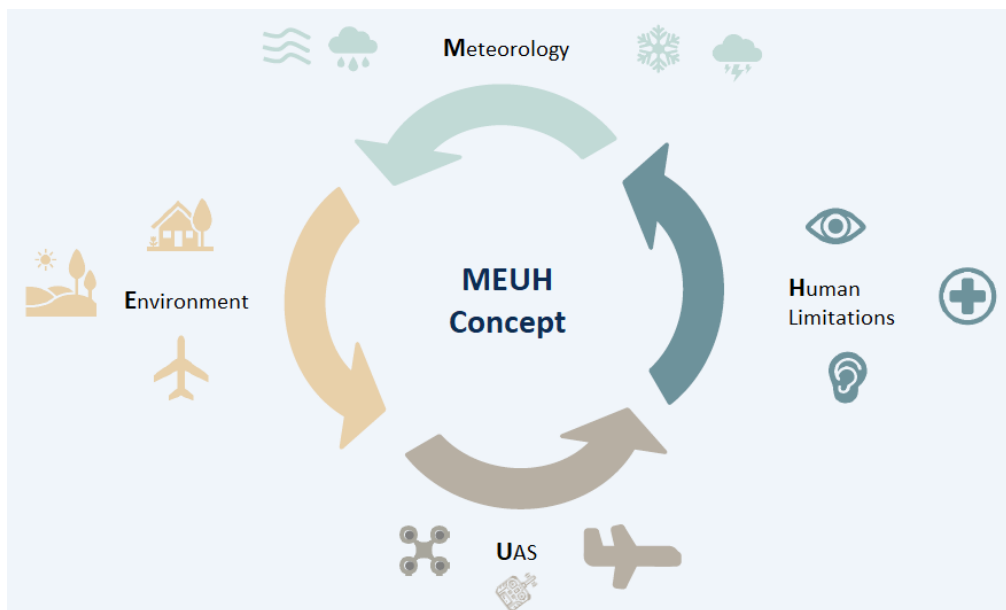 Meteorology
MEUH
Concept
Environment
Human
Limitations
UAS